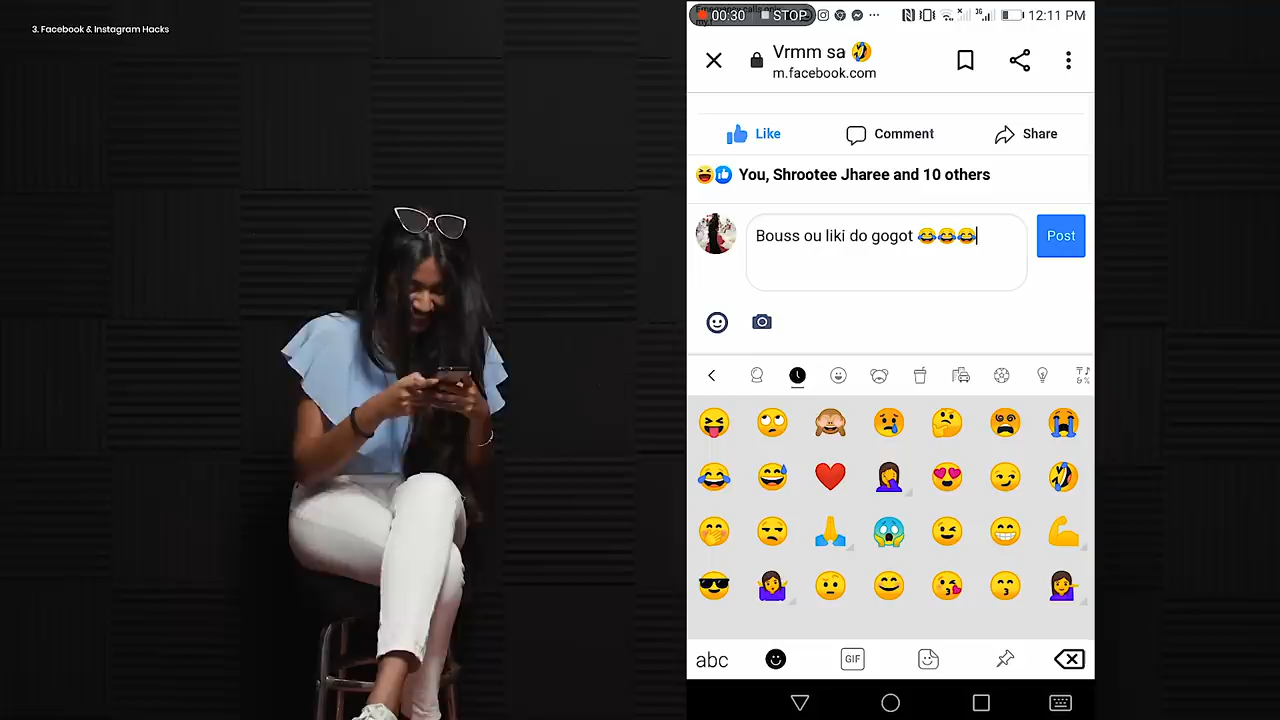 3. Facebook & Instagram Hacks
00:30 STOP 12:11 PM
Vrmm sa 🤣
m.facebook.com
Like Comment Share
You, Shrootee Jharee and 10 others
Bouss ou liki do gogot 😂😂😂
Post
abc GIF